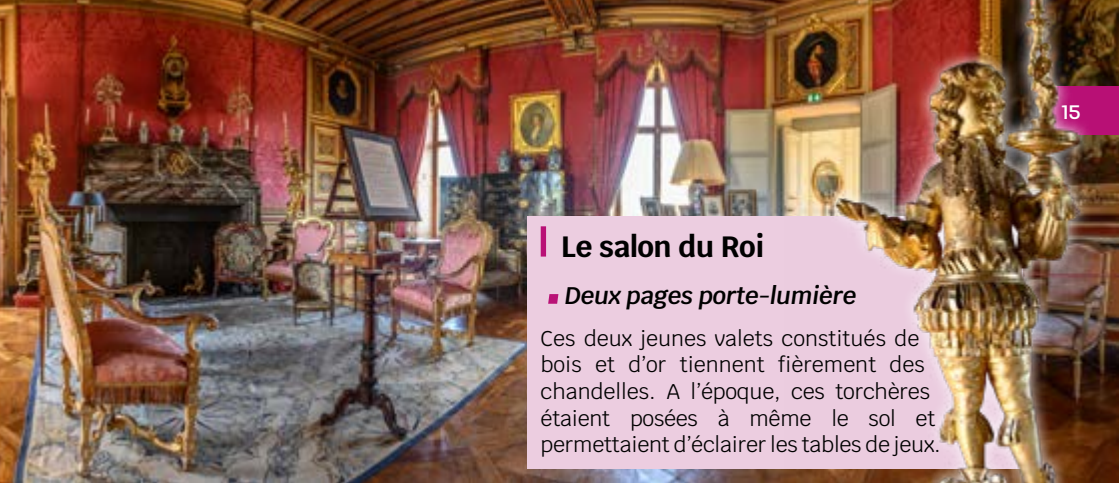 15
Le salon du Roi
Deux pages porte-lumière
Ces deux jeunes valets constitués de
bois et d'or tiennent fièrement des
chandelles. A l'époque, ces torchères
étaient posées à même le sol et
permettaient d'éclairer les tables de jeux.